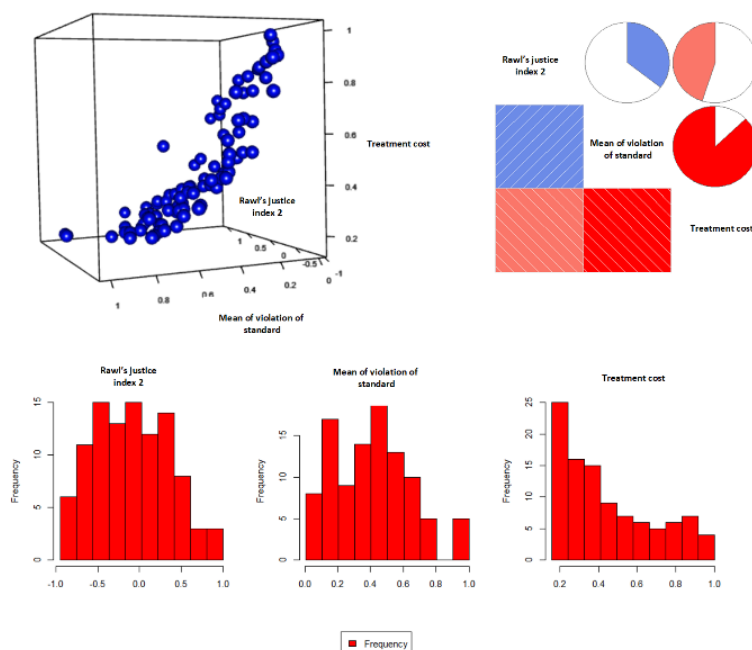 Rawl's justice
index 2
Mean of violation
of standard
Treatment cost
1
0.8
0.6
0.4
0.2
Treatment cost
Rawl's justice
index 2
1
0.5
0
-0.5
-1
1
0.8
0.6
0.4
0.2
0
Mean of violation of
standard
Rawl's justice
index 2
Frequency
0
5
10
15
-1.0 -0.5 0.0 0.5 1.0
Mean of violation of
standard
Frequency
0
5
10
15
0.0 0.2 0.4 0.6 0.8 1.0
Treatment cost
Frequency
0
5
10
15
20
25
0.2 0.4 0.6 0.8 1.0
Frequency